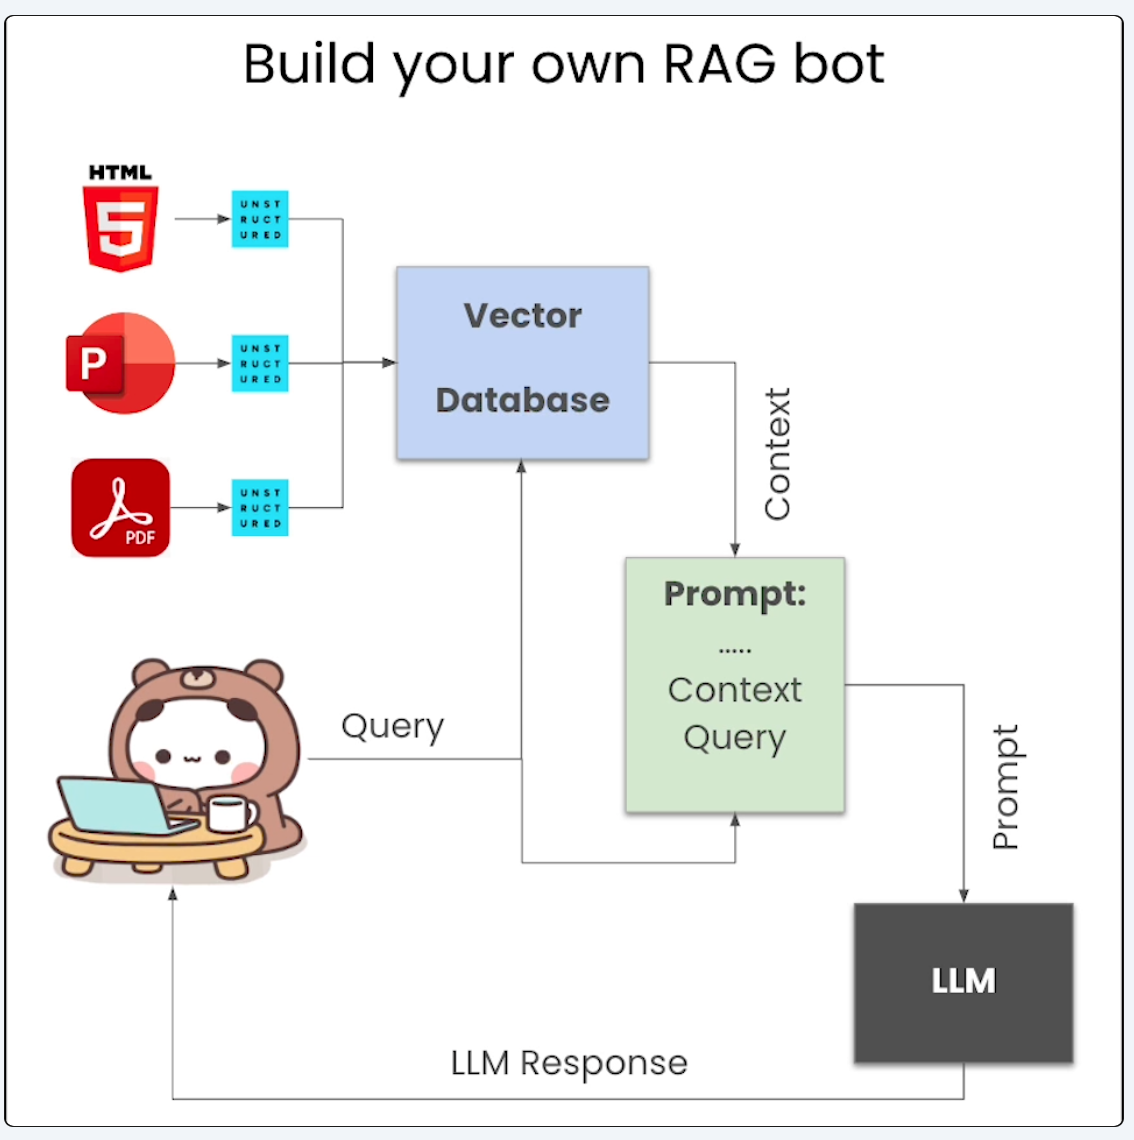 Build your own RAG bot
HTML
5
UNST
RUCT
URED
P
UNST
RUCT
URED
PDF
UNST
RUCT
URED
Vector
Database
Context
Prompt:
.....
Context
Query
Query
Prompt
LLM
LLM Response